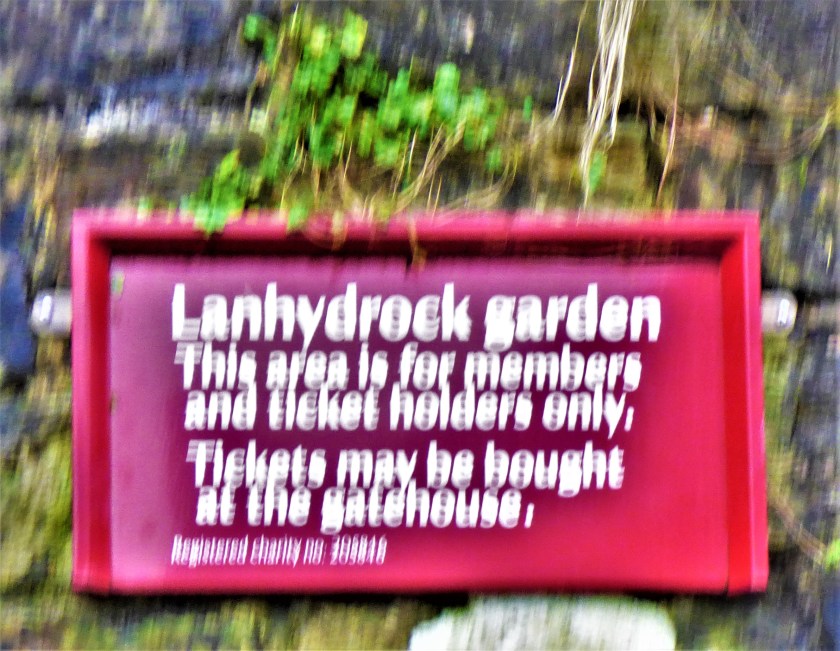 Lanhydrock garden
This area is for members
and ticket holders only.
Tickets may be bought
at the gatehouse.
Registered charity no. 205846